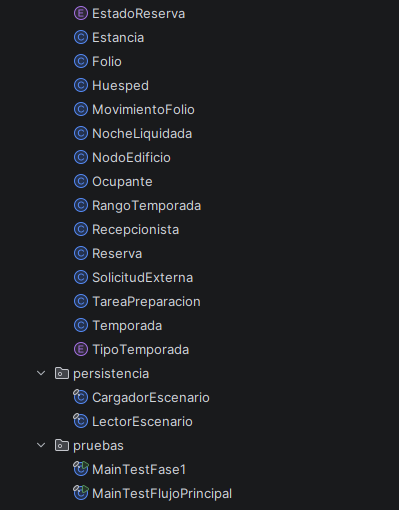 E EstadoReserva
C Estancia
C Folio
C Huesped
C MovimientoFolio
C NocheLiquidada
C NodoEdificio
C Ocupante
C RangoTemporada
C Recepcionista
C Reserva
C SolicitudExterna
C TareaPreparacion
C Temporada
E TipoTemporada
persistencia
C CargadorEscenario
C LectorEscenario
pruebas
C MainTestFase1
C MainTestFlujoPrincipal